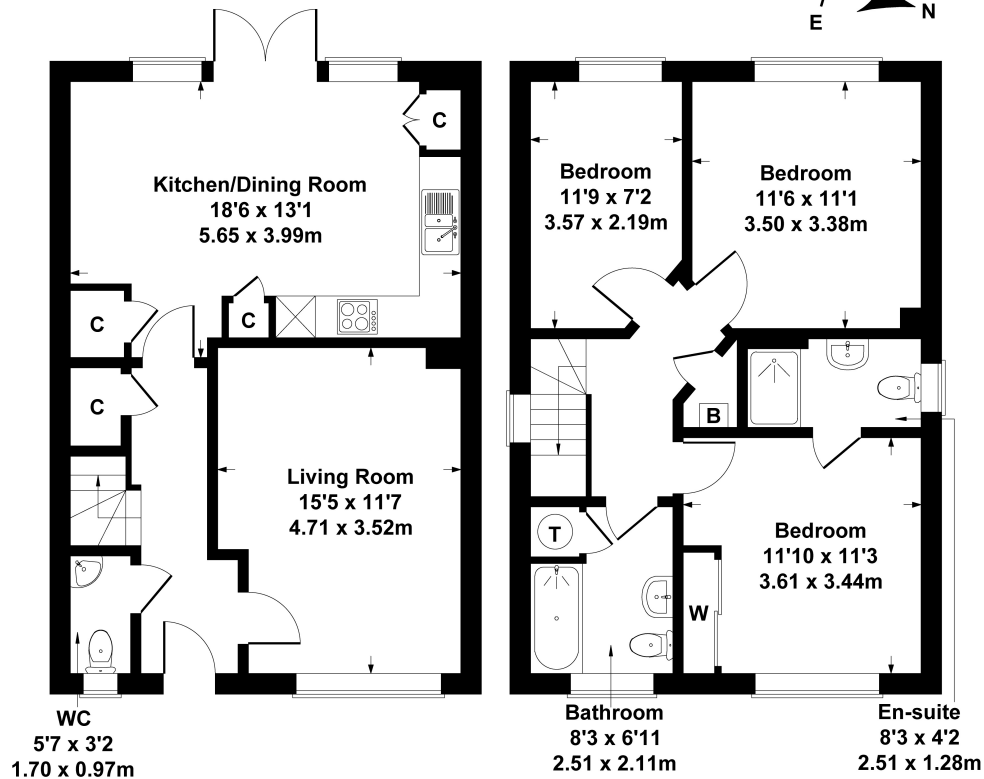 E
N
C
Kitchen/Dining Room
18'6 x 13'1
5.65 x 3.99m
C
C
C
Living Room
15'5 x 11'7
4.71 x 3.52m
WC
5'7 x 3'2
1.70 x 0.97m
Bedroom
11'9 x 7'2
3.57 x 2.19m
Bedroom
11'6 x 11'1
3.50 x 3.38m
B
T
Bedroom
11'10 x 11'3
3.61 x 3.44m
W
Bathroom
8'3 x 6'11
2.51 x 2.11m
En-suite
8'3 x 4'2
2.51 x 1.28m